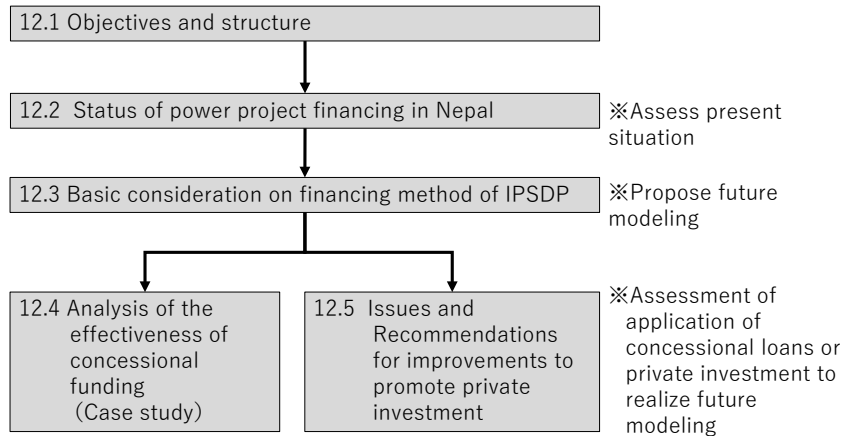 12.1 Objectives and structure
12.2 Status of power project financing in Nepal
※Assess present
situation
12.3 Basic consideration on financing method of IPSDP
※Propose future
modeling
12.4 Analysis of the
effectiveness of
concessional
funding
(Case study)
12.5 Issues and
Recommendations
for improvements to
promote private
investment
※Assessment of
application of
concessional loans or
private investment to
realize future
modeling